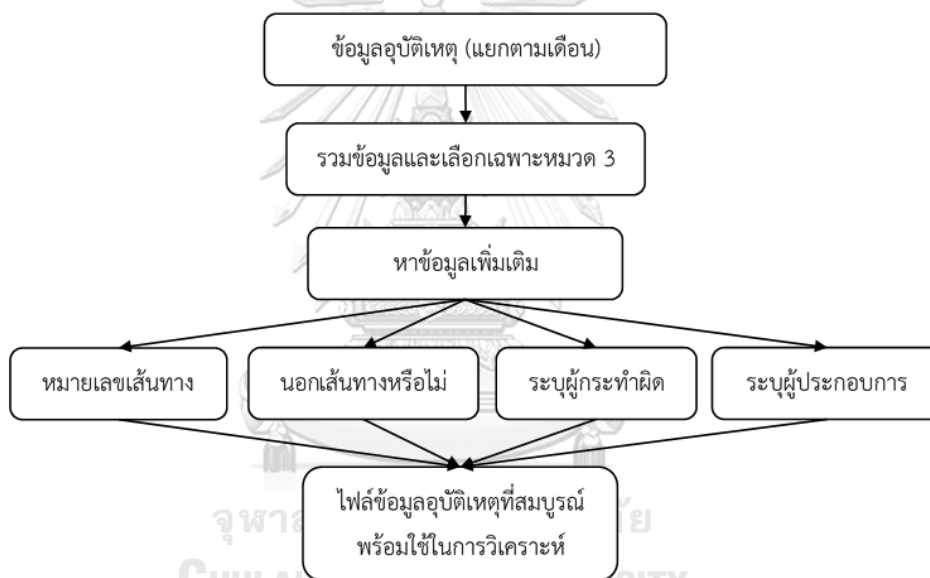 ข้อมูลอุบัติเหตุ (แยกตามเดือน)
รวมข้อมูลและเลือกเฉพาะหมวด 3
หาข้อมูลเพิ่มเติม
หมายเลขเส้นทาง
นอกเส้นทางหรือไม่
ระบุผู้กระทำผิด
ระบุผู้ประกอบการ
ไฟล์ข้อมูลอุบัติเหตุที่สมบูรณ์
พร้อมใช้ในการวิเคราะห์